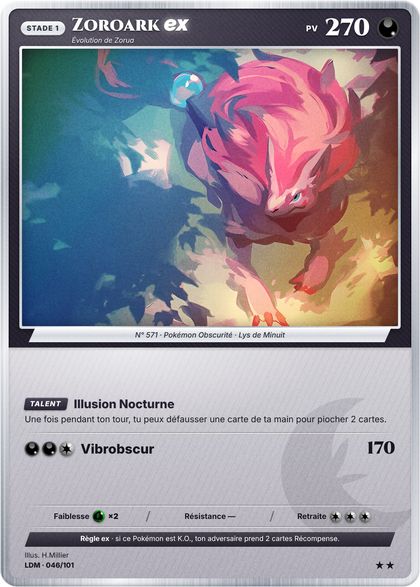 STADE 1 ZOROARK ex PV 270
Évolution de Zorua
N° 571 · Pokémon Obscurité · Lys de Minuit
TALENT Illusion Nocturne
Une fois pendant ton tour, tu peux défausser une carte de ta main pour piocher 2 cartes.
Vibrobscur 170
Faiblesse ×2 / Résistance — / Retraite
Règle ex · si ce Pokémon est K.O., ton adversaire prend 2 cartes Récompense.
Illus. H.Millier
LDM · 046/101 ★★